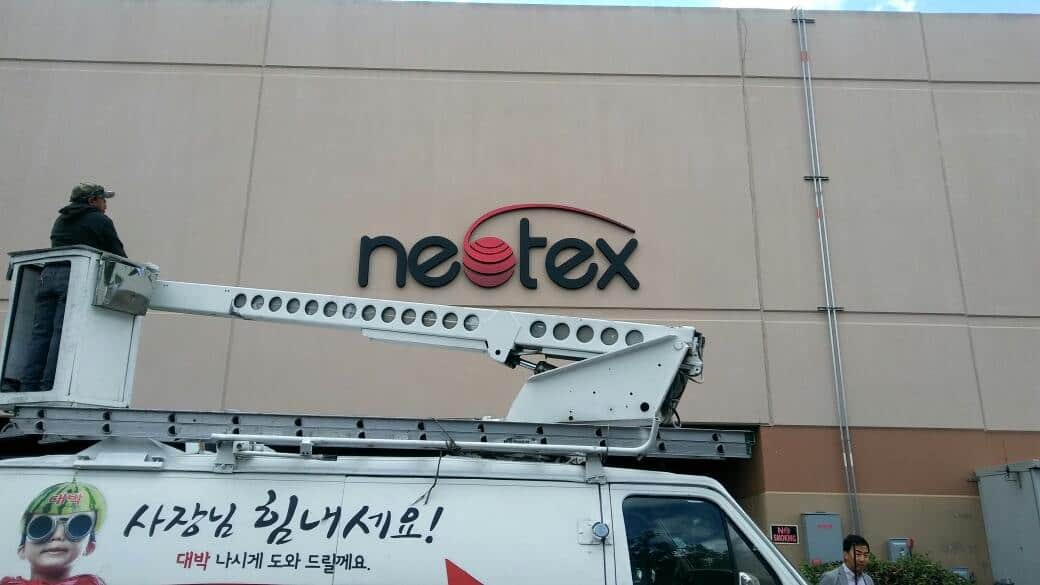 neotex
대박
사장님 힘내세요!
대박 나시게 도와 드릴께요.
NO
SMOKING